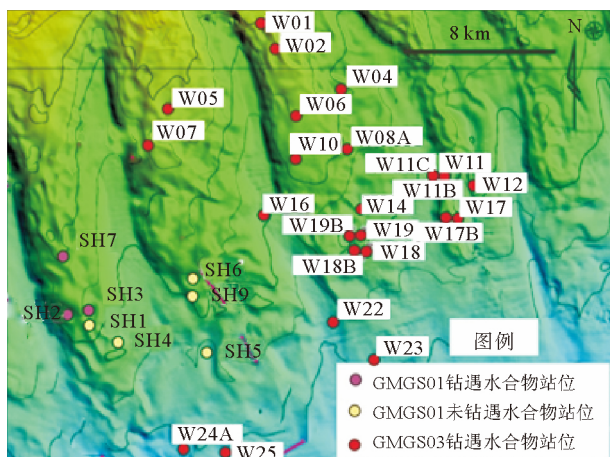 W01
N
8 km
W02
W04
W05
W06
W07
W08A
W10
W11C
W11
W11B
W12
W16
W14
W17
W19B
W19
W17B
W18B
W18
SH7
SH6
SH9
SH2
SH3
SH1
SH4
SH5
W22
W23
图例
GMGS01钻遇水合物站位
GMGS01未钻遇水合物站位
GMGS03钻遇水合物站位
W24A
W25